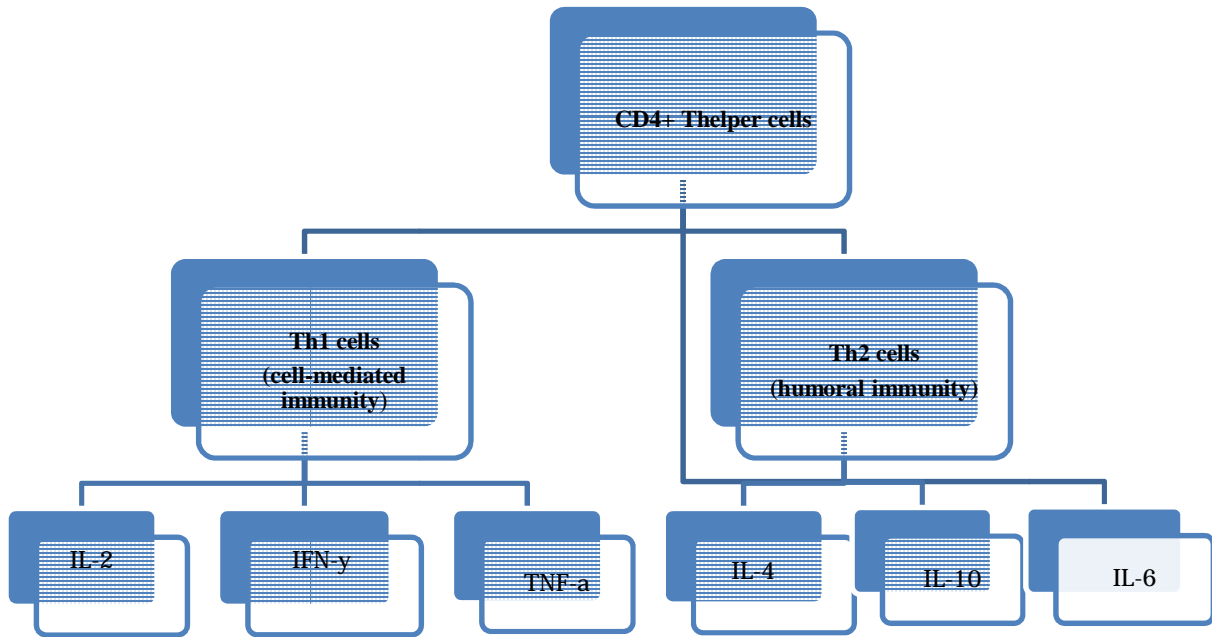 CD4+ Thelper cells
Th1 cells
(cell-mediated
immunity)
Th2 cells
(humoral immunity)
IL-2
IFN-y
TNF-a
IL-4
IL-10
IL-6